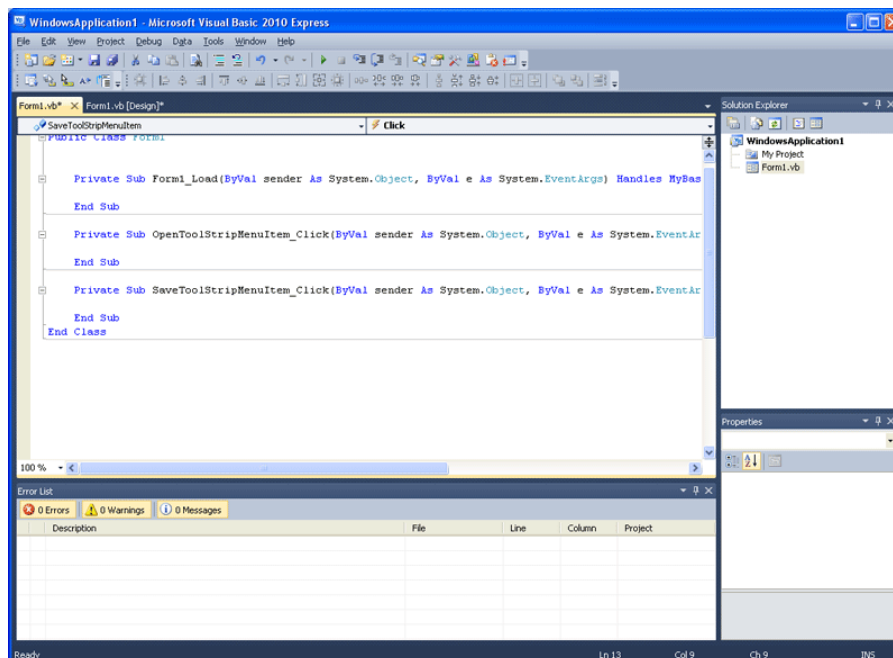 WindowsApplication1 - Microsoft Visual Basic 2010 Express
File Edit View Project Debug Data Tools Window Help
Form1.vb* Form1.vb [Design]*
SaveToolStripMenuItem Click
Public Class Form1
Private Sub Form1_Load(ByVal sender As System.Object, ByVal e As System.EventArgs) Handles MyBas
End Sub
Private Sub OpenToolStripMenuItem_Click(ByVal sender As System.Object, ByVal e As System.EventAr
End Sub
Private Sub SaveToolStripMenuItem_Click(ByVal sender As System.Object, ByVal e As System.EventAr
End Sub
End Class
100 %
Solution Explorer
WindowsApplication1
My Project
Form1.vb
Properties
Error List
0 Errors 0 Warnings 0 Messages
Description File Line Column Project
Ready Ln 13 Col 9 Ch 9 INS